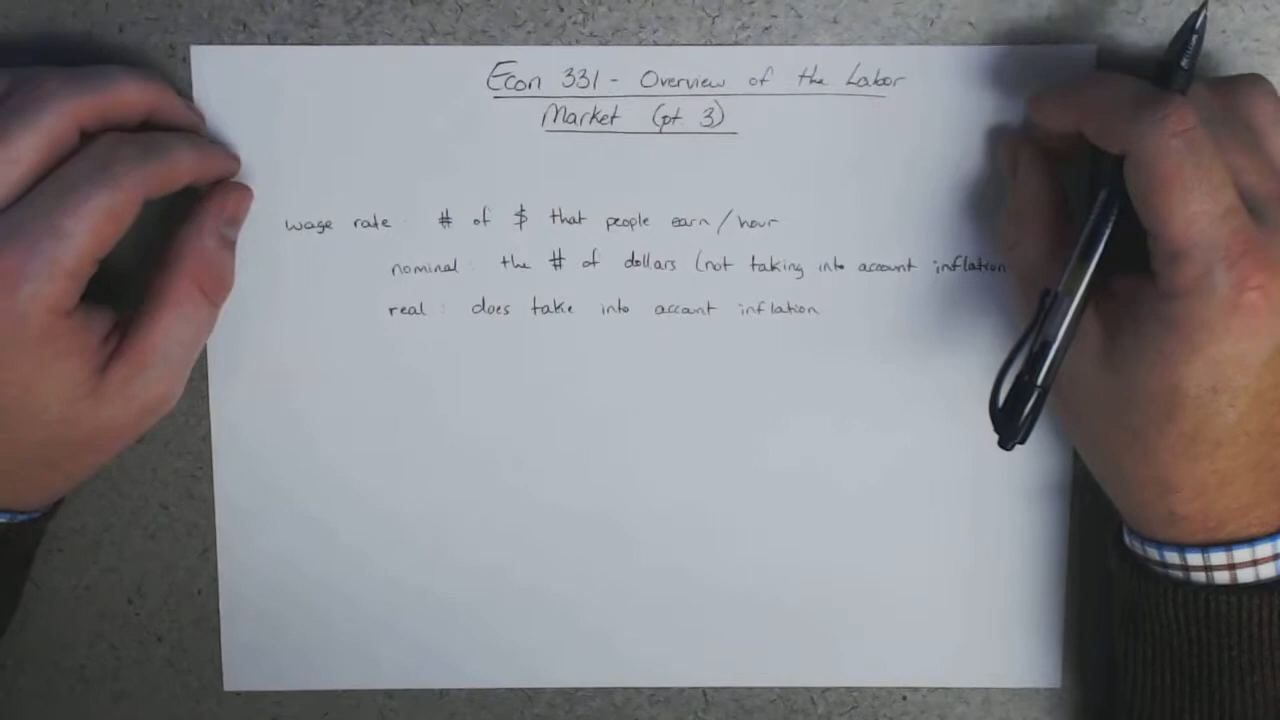 Econ 331 - Overview of the Labor
Market (pt. 3)
wage rate: # of $ that people earn/hour
nominal: the # of dollars (not taking into account inflation
real: does take into account inflation